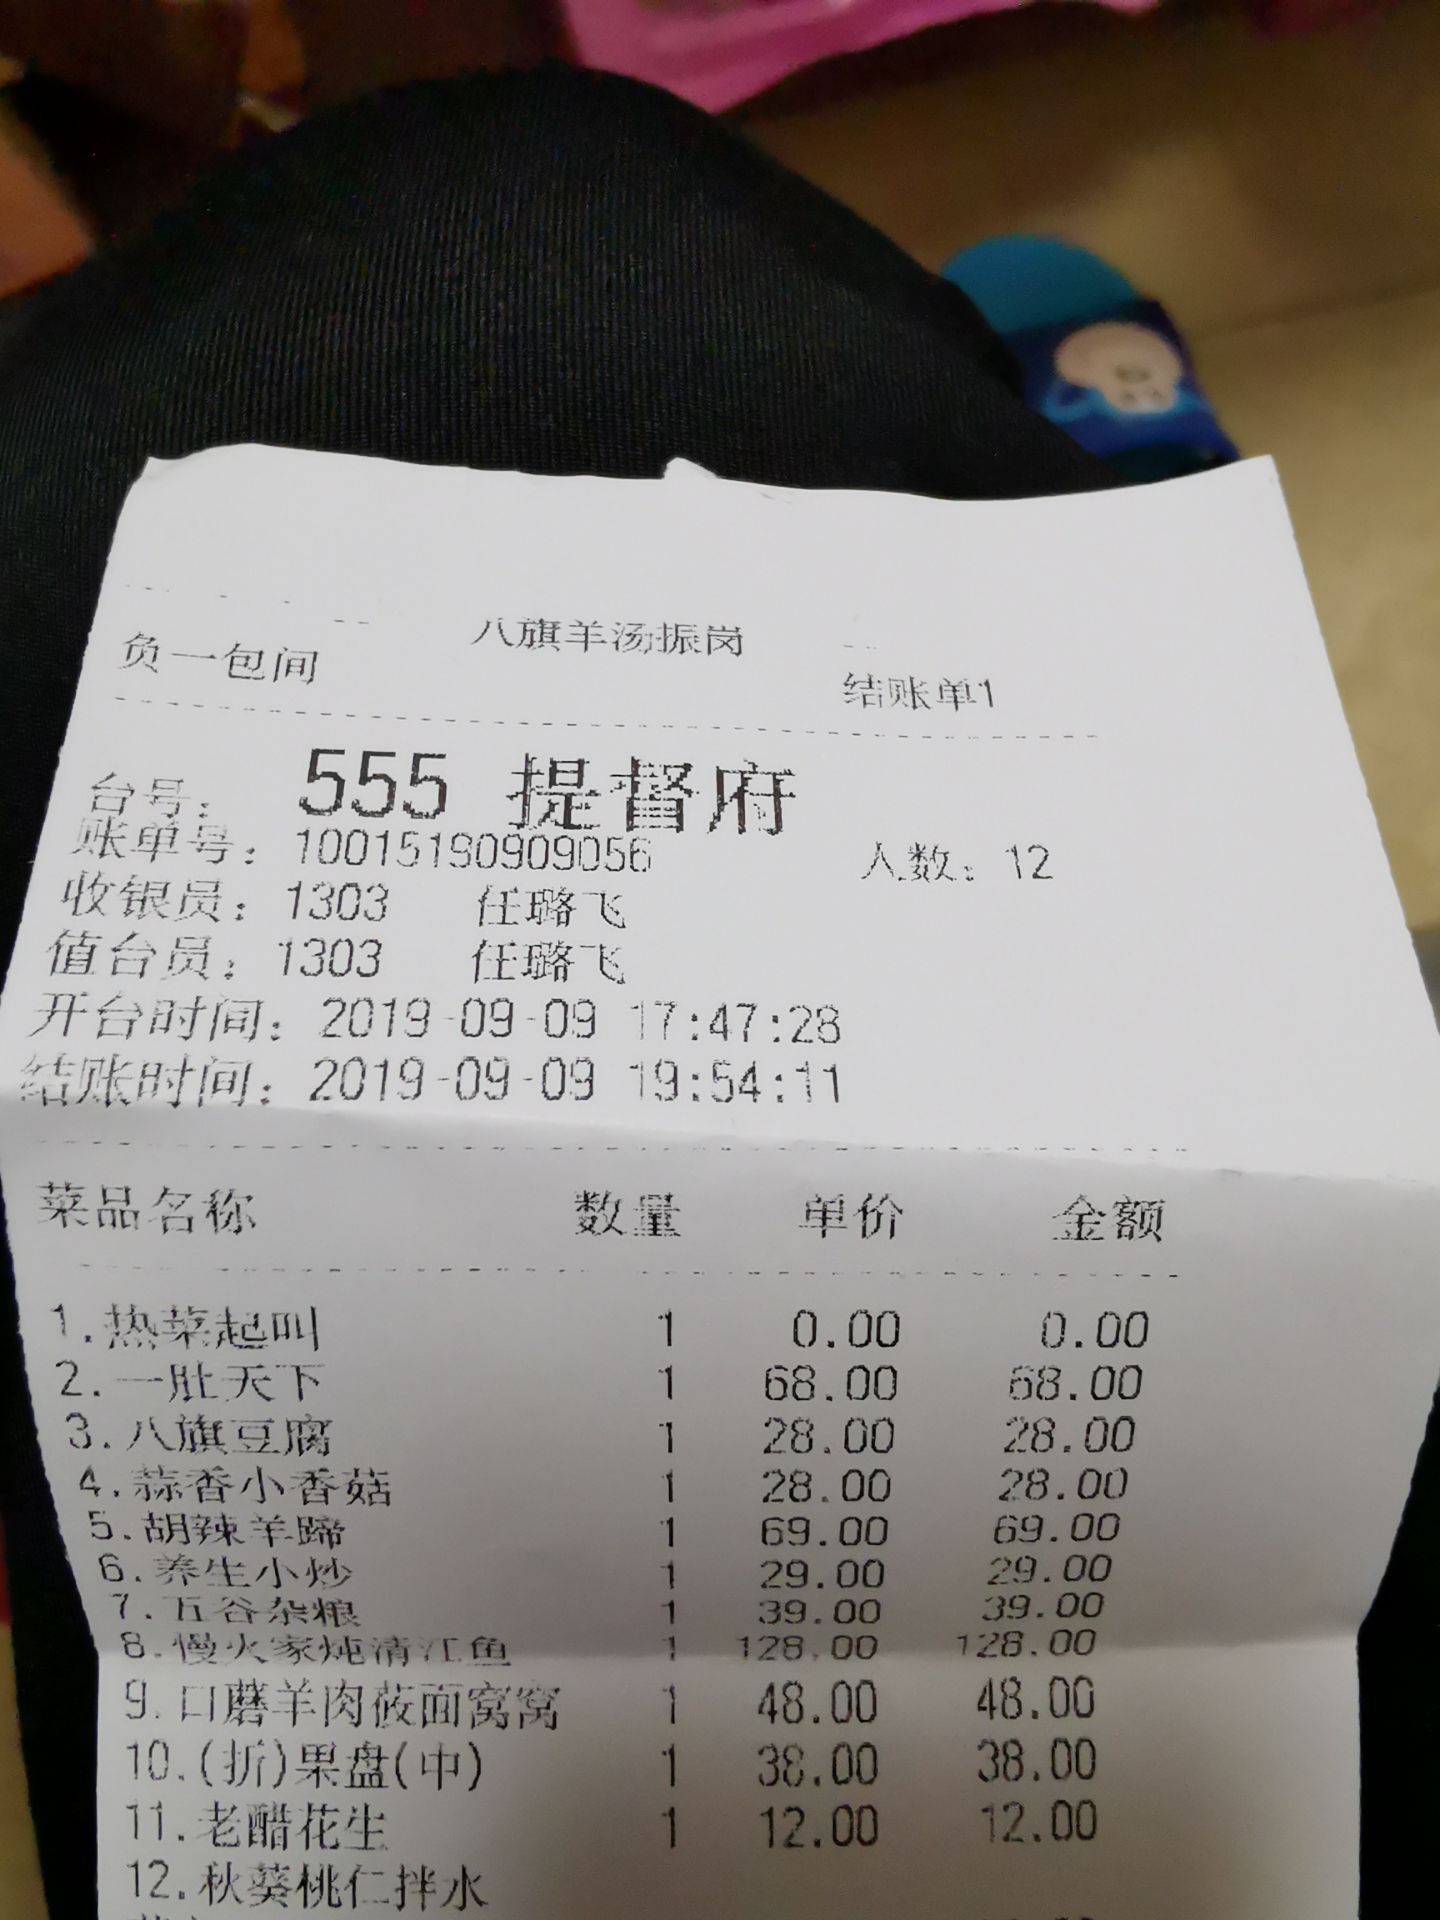 八旗羊汤振岗
负一包间
结账单1
台号： 555 提督府
账单号：10015190909056 人数：12
收银员：1303 任璐飞
值台员：1303 任璐飞
开台时间：2019-09-09 17:47:28
结账时间：2019-09-09 19:54:11
菜品名称 数量 单价 金额
1.热菜起叫 1 0.00 0.00
2.一肚天下 1 68.00 68.00
3.八旗豆腐 1 28.00 28.00
4.蒜香小香菇 1 28.00 28.00
5.胡辣羊蹄 1 69.00 69.00
6.养生小炒 1 29.00 29.00
7.五谷杂粮 1 39.00 39.00
8.慢火家炖清江鱼 1 128.00 128.00
9.口蘑羊肉莜面窝窝 1 48.00 48.00
10.(折)果盘(中) 1 38.00 38.00
11.老醋花生 1 12.00 12.00
12.秋葵桃仁拌水